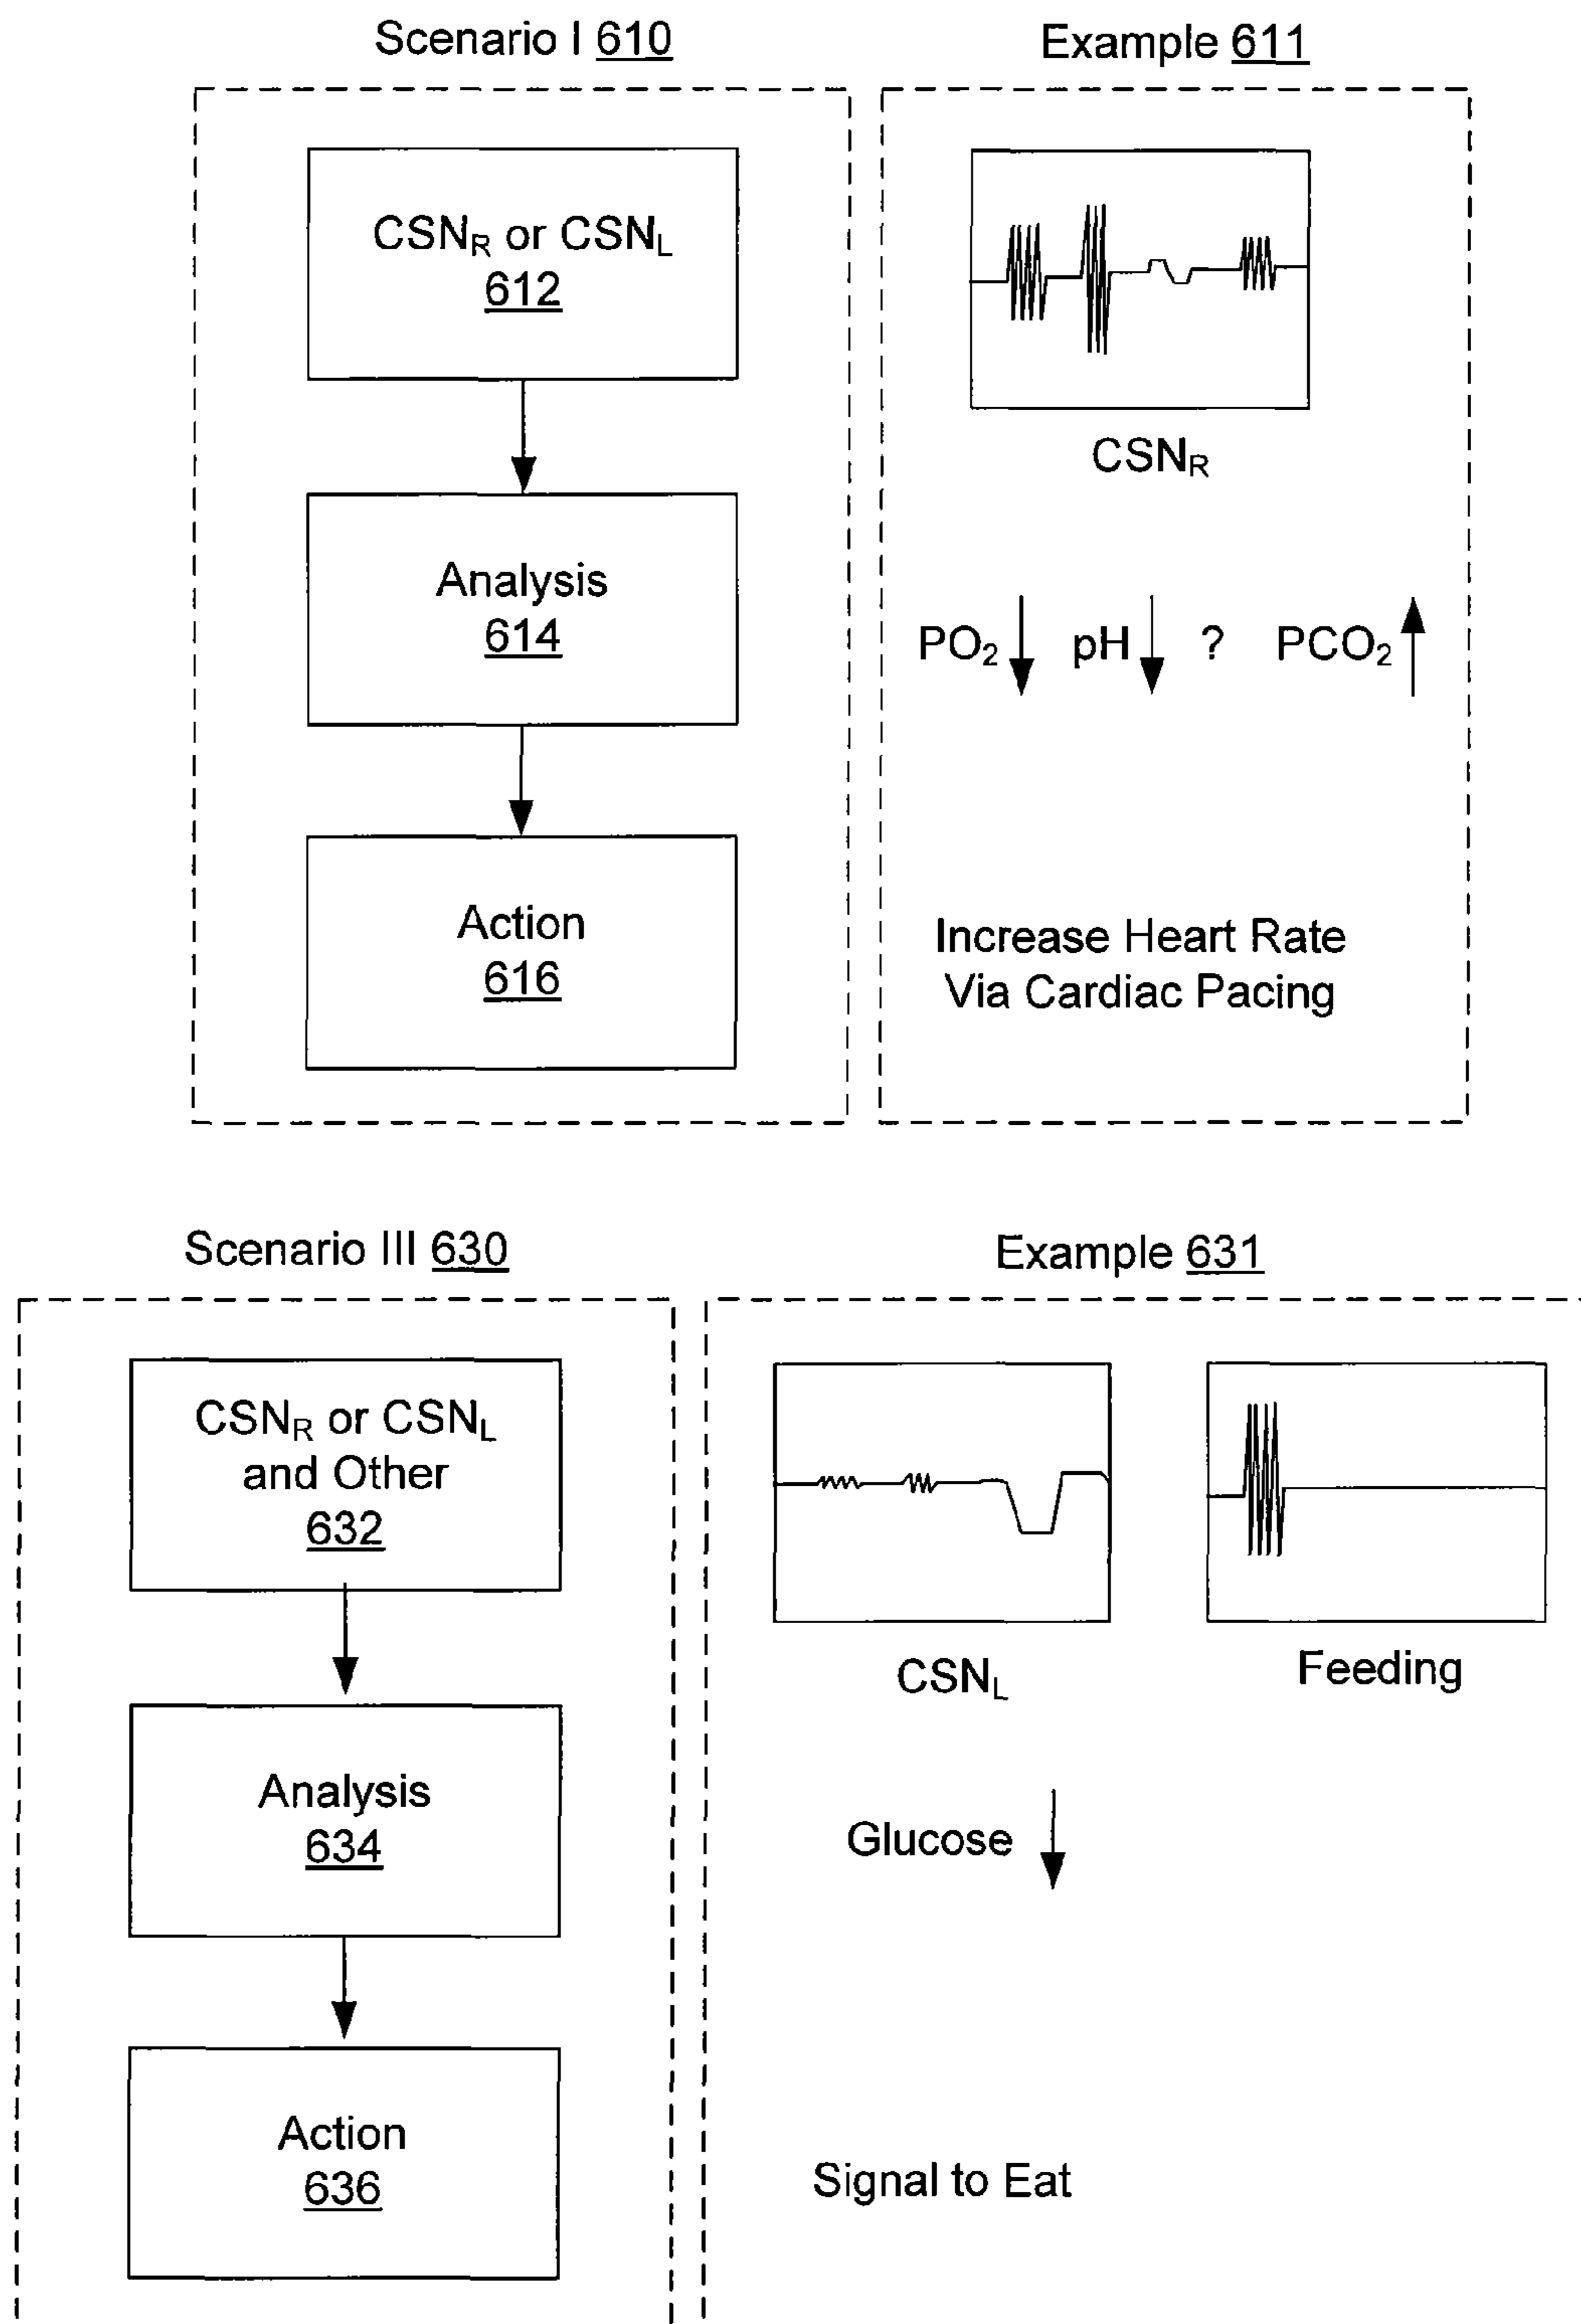 Scenario I 610
CSNR or CSNL
612
Analysis
614
Action
616
Example 611
CSNR
PO2 pH ? PCO2
Increase Heart Rate
Via Cardiac Pacing
Scenario III 630
CSNR or CSNL
and Other
632
Analysis
634
Action
636
Example 631
CSNL
Feeding
Glucose
Signal to Eat